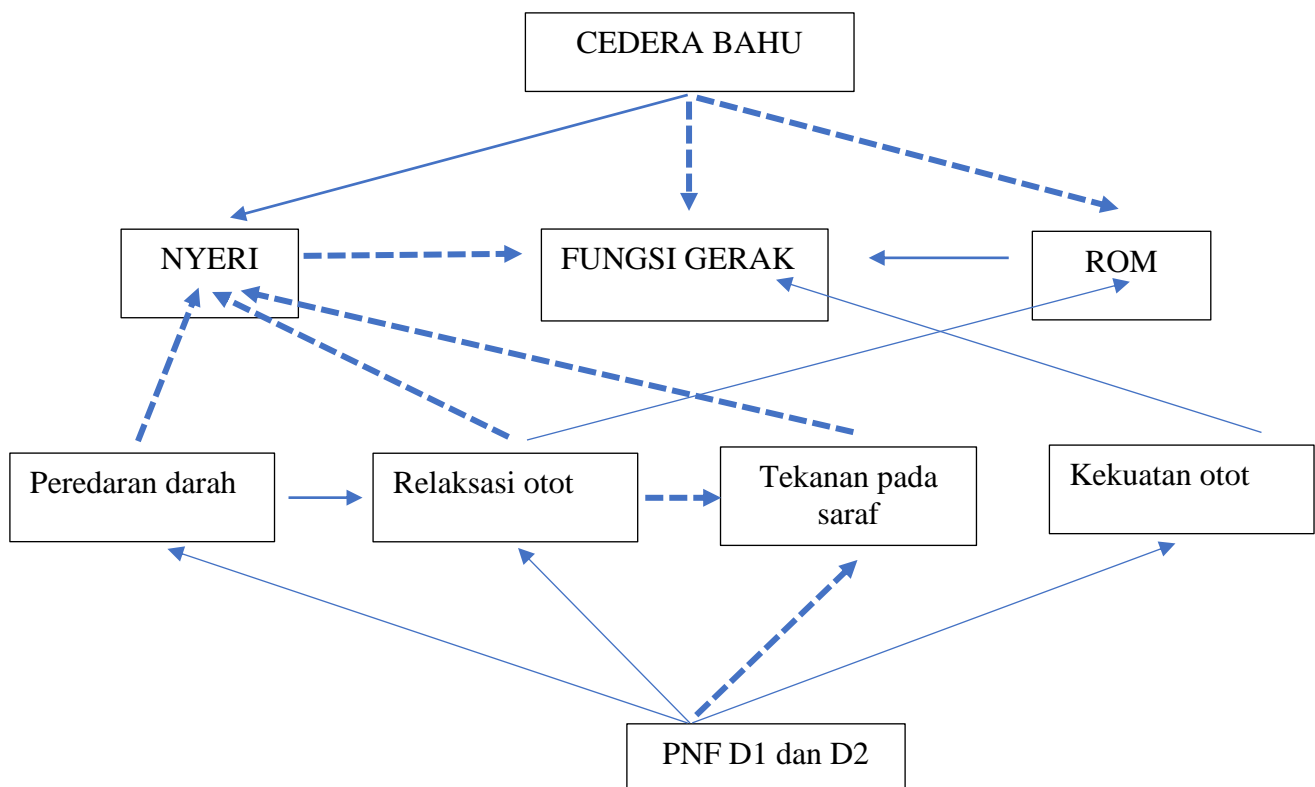 CEDERA BAHU
NYERI
FUNGSI GERAK
ROM
Peredaran darah
Relaksasi otot
Tekanan pada
saraf
Kekuatan otot
PNF D1 dan D2